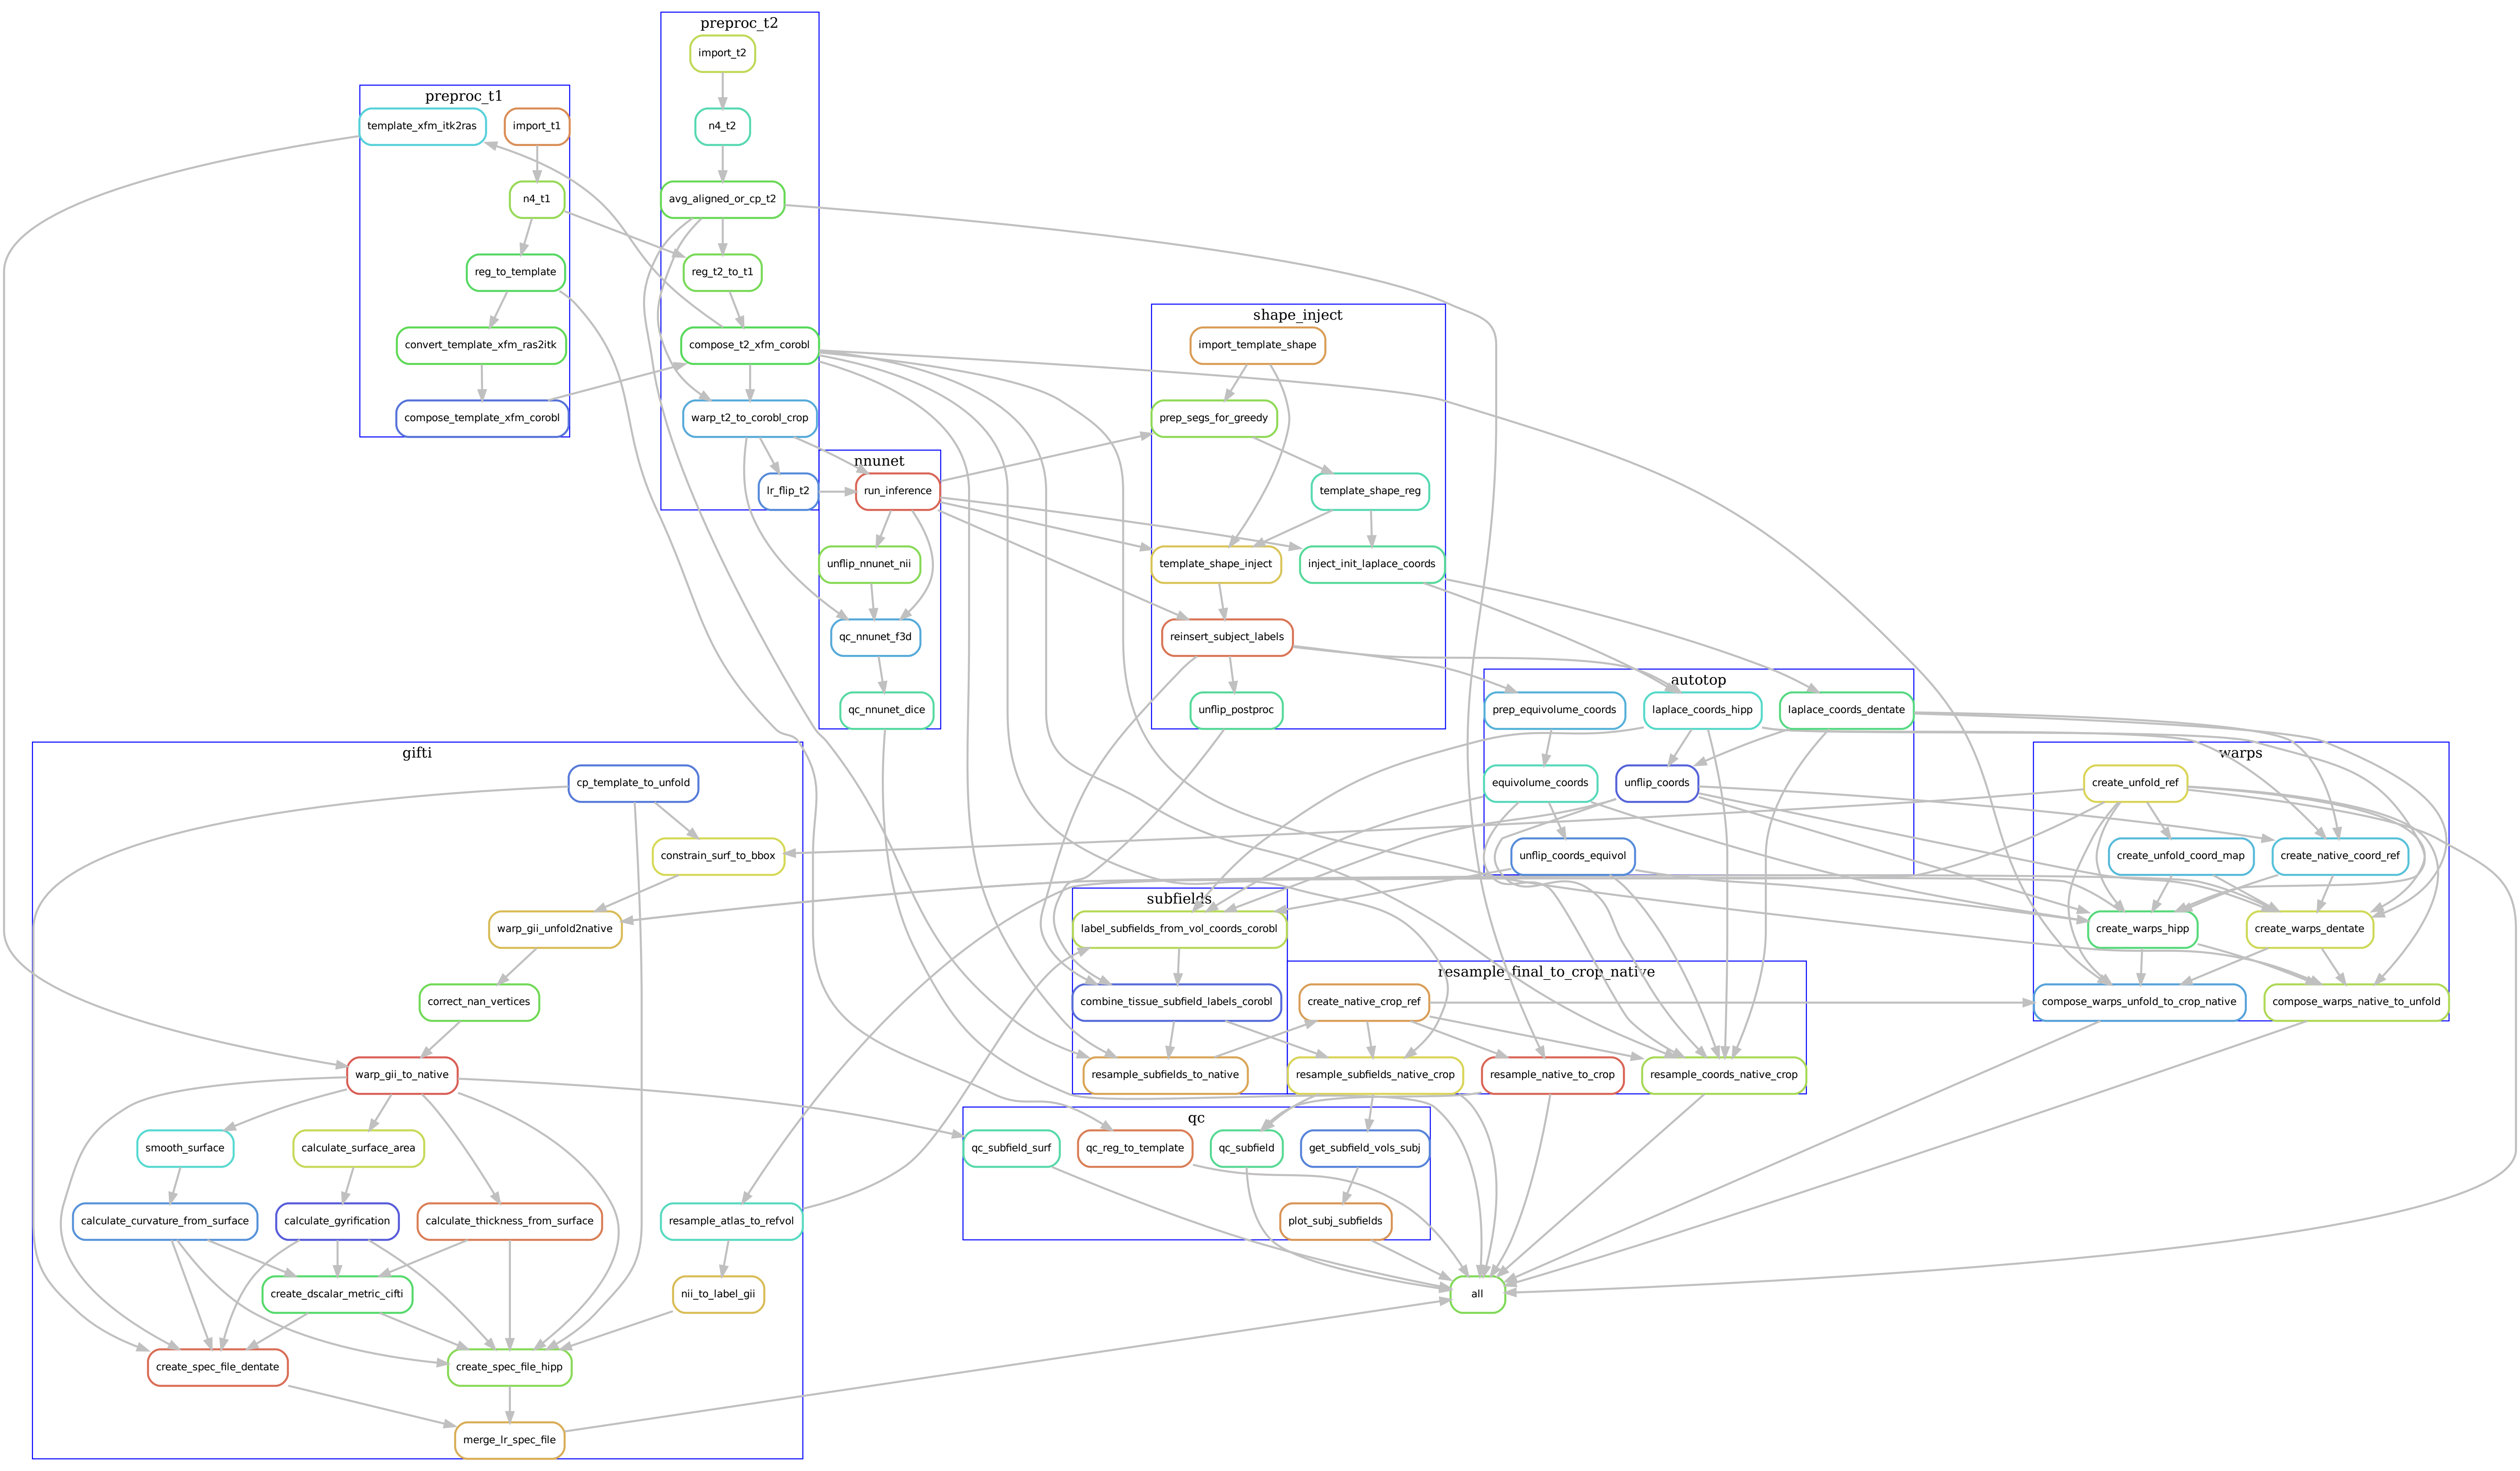 preproc_t2
import_t2
preproc_t1
template_xfm_itk2ras
import_t1
n4_t2
n4_t1
avg_aligned_or_cp_t2
reg_to_template
reg_t2_to_t1
convert_template_xfm_ras2itk
compose_t2_xfm_corobl
compose_template_xfm_corobl
warp_t2_to_corobl_crop
lr_flip_t2
nnunet
run_inference
unflip_nnunet_nii
qc_nnunet_f3d
qc_nnunet_dice
shape_inject
import_template_shape
prep_segs_for_greedy
template_shape_reg
template_shape_inject
inject_init_laplace_coords
reinsert_subject_labels
unflip_postproc
autotop
prep_equivolume_coords
laplace_coords_hipp
laplace_coords_dentate
equivolume_coords
unflip_coords
unflip_coords_equivol
warps
create_unfold_ref
create_unfold_coord_map
create_native_coord_ref
create_warps_hipp
create_warps_dentate
compose_warps_unfold_to_crop_native
compose_warps_native_to_unfold
gifti
cp_template_to_unfold
constrain_surf_to_bbox
warp_gii_unfold2native
correct_nan_vertices
warp_gii_to_native
smooth_surface
calculate_surface_area
calculate_curvature_from_surface
calculate_gyrification
calculate_thickness_from_surface
resample_atlas_to_refvol
create_dscalar_metric_cifti
nii_to_label_gii
create_spec_file_dentate
create_spec_file_hipp
merge_lr_spec_file
subfields
label_subfields_from_vol_coords_corobl
combine_tissue_subfield_labels_corobl
resample_subfields_to_native
resample_final_to_crop_native
create_native_crop_ref
resample_subfields_native_crop
resample_native_to_crop
resample_coords_native_crop
qc
qc_subfield_surf
qc_reg_to_template
qc_subfield
get_subfield_vols_subj
plot_subj_subfields
all